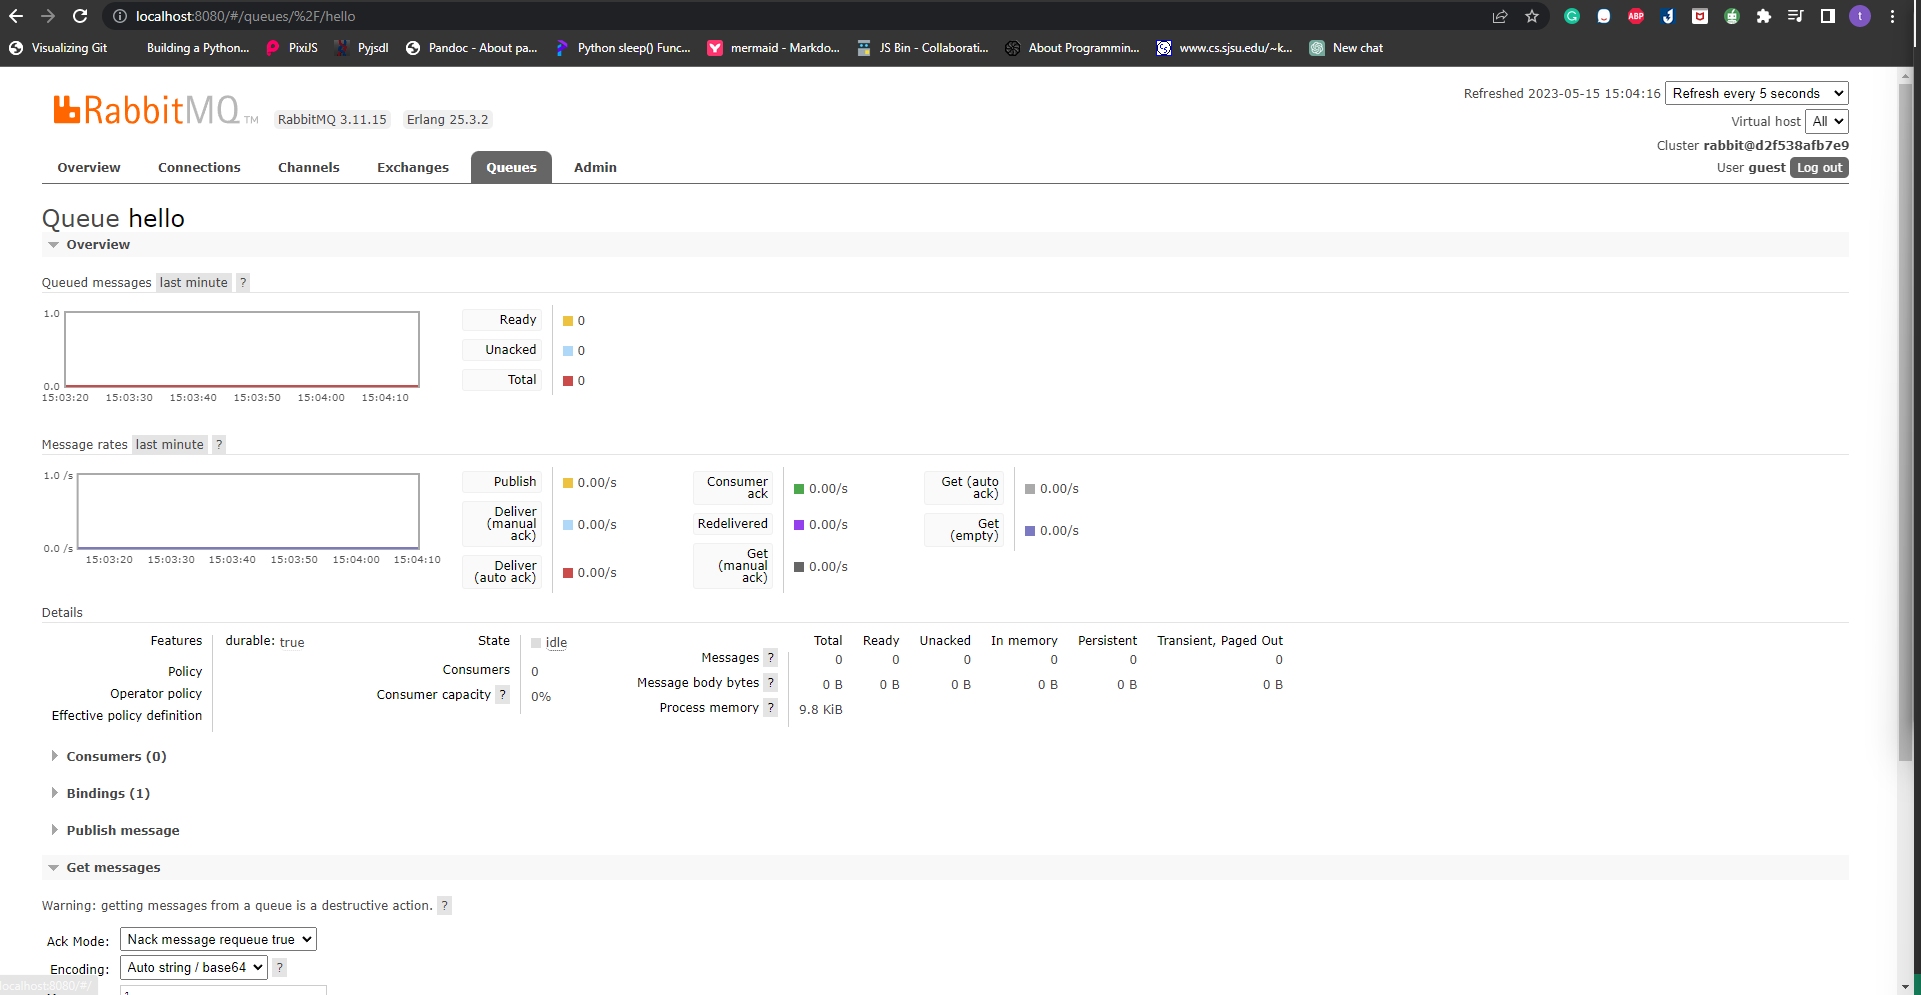 localhost:8080/#/queues/%2F/hello
ABP
t
Visualizing Git
Building a Python...
PixiJS
Pyjsdl
Pandoc - About pa...
Python sleep() Func...
mermaid - Markdo...
JS Bin - Collaborati...
About Programmin...
www.cs.sjsu.edu/~k...
New chat
RabbitMQ TM
RabbitMQ 3.11.15
Erlang 25.3.2
Refreshed 2023-05-15 15:04:16 Refresh every 5 seconds
Virtual host All
Cluster rabbit@d2f538afb7e9
User guest Log out
Overview
Connections
Channels
Exchanges
Queues
Admin
Queue hello
Overview
Queued messages last minute ?
1.0
0.0
15:03:20 15:03:30 15:03:40 15:03:50 15:04:00 15:04:10
Ready 0
Unacked 0
Total 0
Message rates last minute ?
1.0 /s
0.0 /s
15:03:20 15:03:30 15:03:40 15:03:50 15:04:00 15:04:10
Publish 0.00/s
Deliver
(manual
ack)
0.00/s
Deliver
(auto ack)
0.00/s
Consumer
ack
0.00/s
Redelivered 0.00/s
Get
(manual
ack)
0.00/s
Get (auto
ack)
0.00/s
Get
(empty)
0.00/s
Details
Features durable: true
Policy
Operator policy
Effective policy definition
State idle
Consumers 0
Consumer capacity ? 0%
Total Ready Unacked In memory Persistent Transient, Paged Out
Messages ? 0 0 0 0 0 0
Message body bytes ? 0 B 0 B 0 B 0 B 0 B 0 B
Process memory ? 9.8 KiB
Consumers (0)
Bindings (1)
Publish message
Get messages
Warning: getting messages from a queue is a destructive action. ?
Ack Mode: Nack message requeue true
Encoding: Auto string / base64 ?
localhost:8080/#/